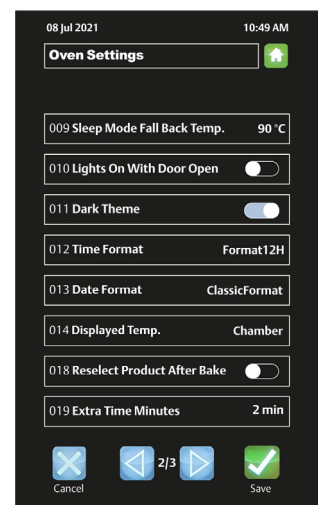 08 Jul 2021 10:49 AM
Oven Settings
009 Sleep Mode Fall Back Temp. 90 °C
010 Lights On With Door Open
011 Dark Theme
012 Time Format Format12H
013 Date Format ClassicFormat
014 Displayed Temp. Chamber
018 Reselect Product After Bake
019 Extra Time Minutes 2 min
2/3
Cancel Save